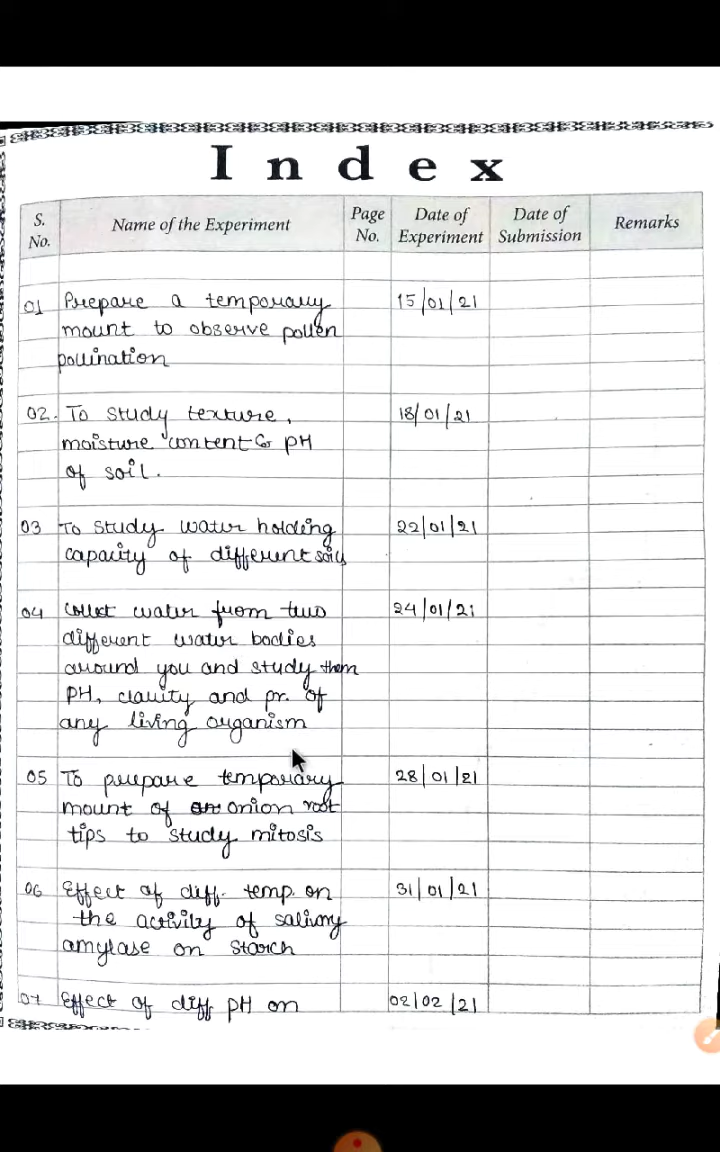 Index
S. No. Name of the Experiment Page No. Date of Experiment Date of Submission Remarks
01 Prepare a temporary 15/01/21
mount to observe pollen
pollination
02. To study texture, 18/01/21
moisture content & PH
of soil.
03 To study water holding 22/01/21
capacity of different soils
04 Collect water from two 24/01/21
different water bodies
around you and study them
PH, clarity and pr. of
any living organism
05 To prepare temporary 28/01/21
mount of onion root
tips to study mitosis
06 Effect of diff. temp. on 31/01/21
the activity of salivary
amylase on starch
07 Effect of diff PH on 02/02/21